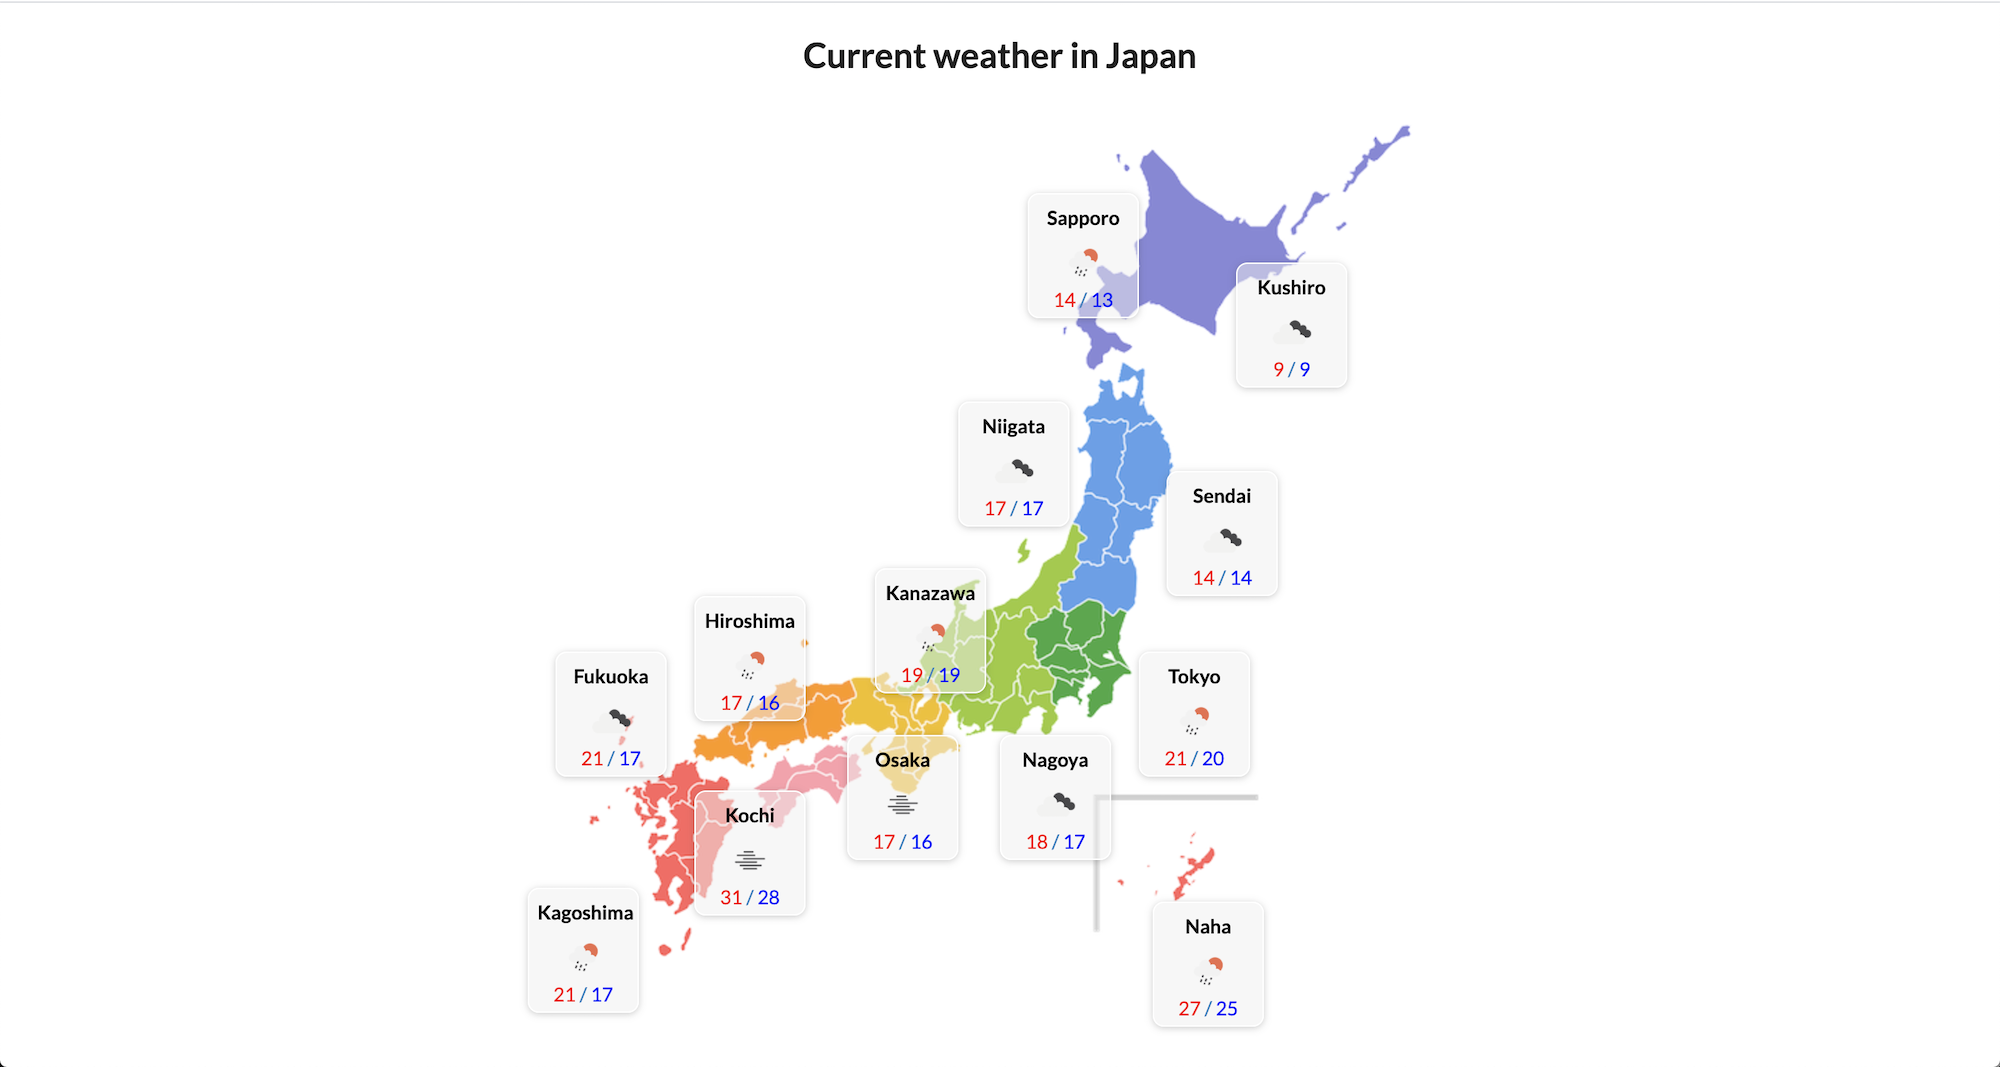 Current weather in Japan
Sapporo
14 / 13
Kushiro
9 / 9
Niigata
17 / 17
Sendai
14 / 14
Kanazawa
19 / 19
Hiroshima
17 / 16
Fukuoka
21 / 17
Tokyo
21 / 20
Osaka
17 / 16
Nagoya
18 / 17
Kochi
31 / 28
Kagoshima
21 / 17
Naha
27 / 25